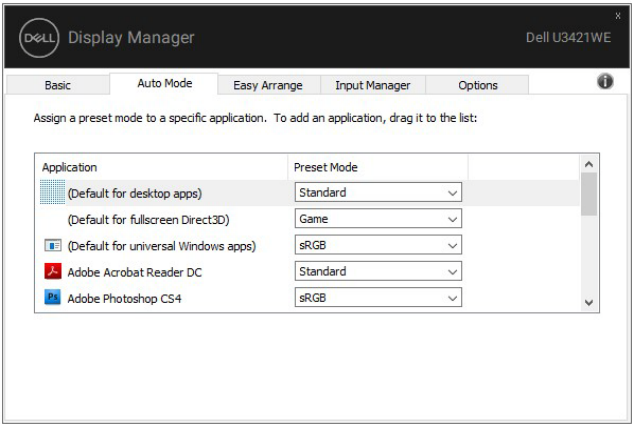 x
DELL Display Manager Dell U3421WE
Basic Auto Mode Easy Arrange Input Manager Options i
Assign a preset mode to a specific application. To add an application, drag it to the list:
Application Preset Mode
(Default for desktop apps) Standard
(Default for fullscreen Direct3D) Game
(Default for universal Windows apps) sRGB
Adobe Acrobat Reader DC Standard
Ps Adobe Photoshop CS4 sRGB